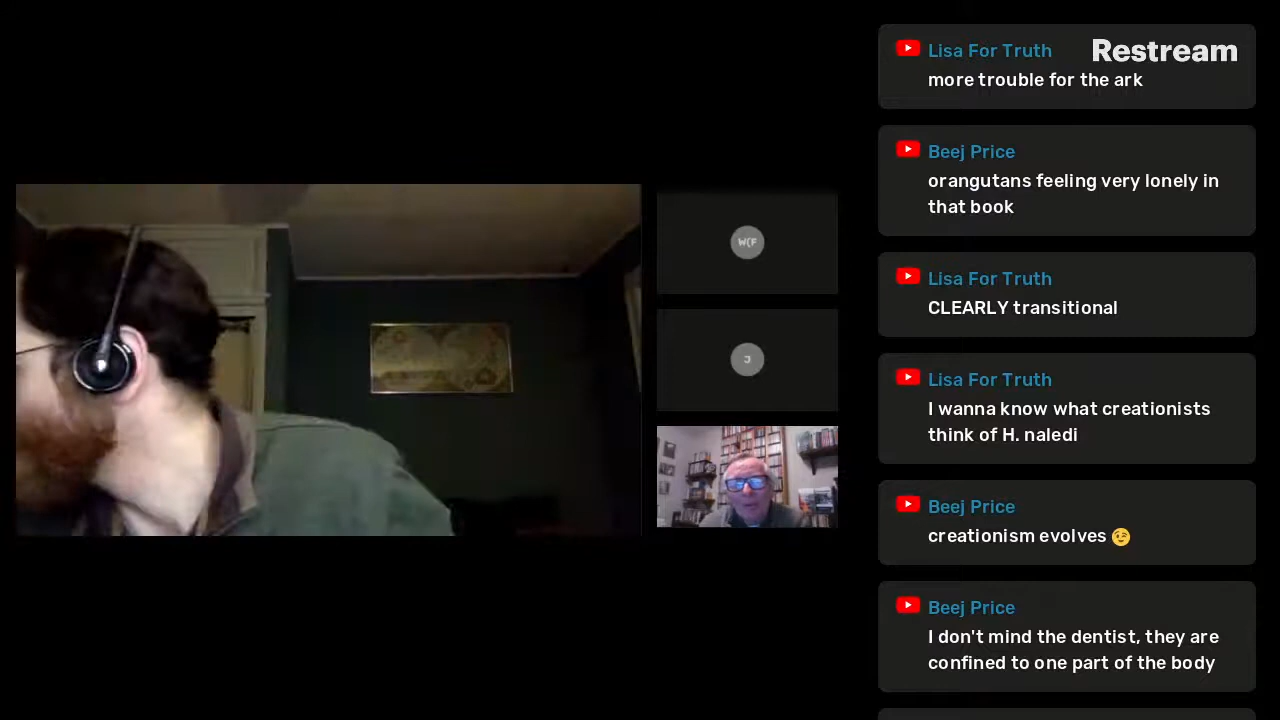 Lisa For Truth
Restream
more trouble for the ark
Beej Price
orangutans feeling very lonely in
that book
Lisa For Truth
CLEARLY transitional
Lisa For Truth
I wanna know what creationists
think of H. naledi
Beej Price
creationism evolves 😉
Beej Price
I don't mind the dentist, they are
confined to one part of the body
W(F
J